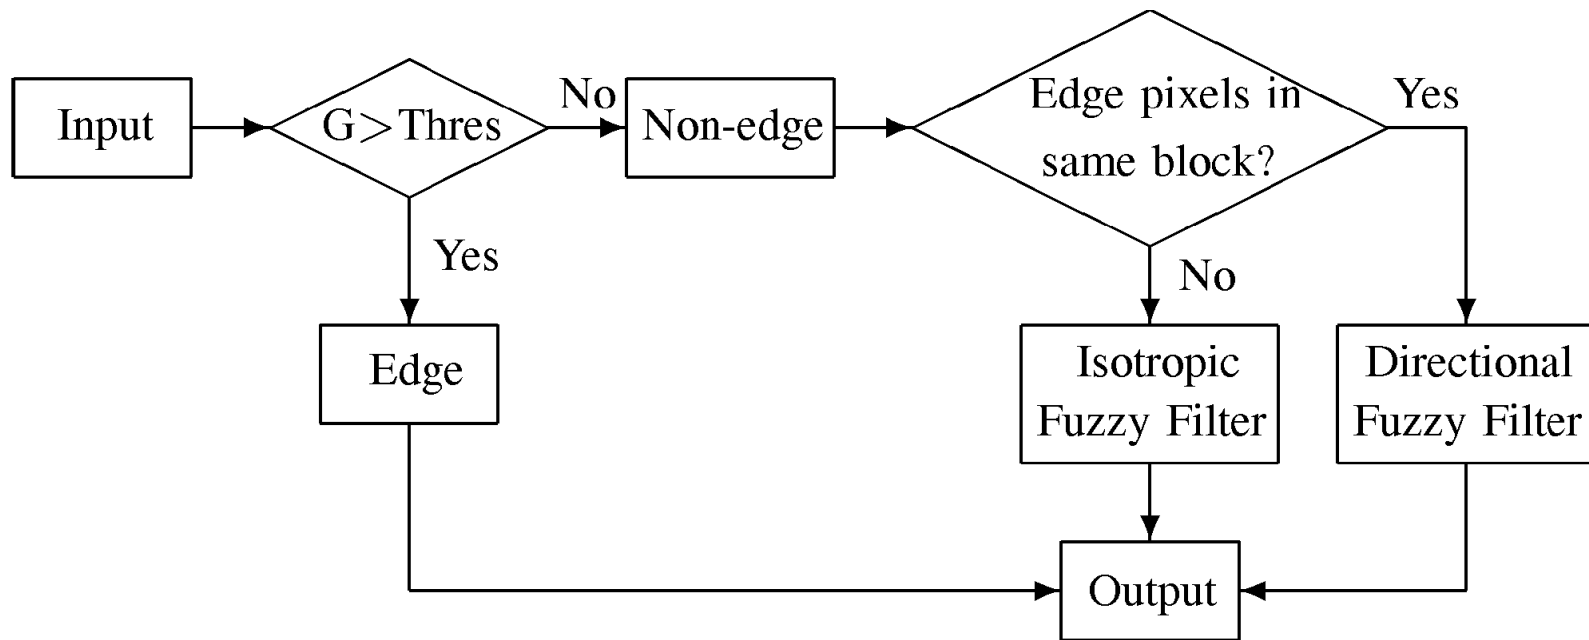 Input
G>Thres
No
Non-edge
Edge pixels in
same block?
Yes
Yes
No
Edge
Isotropic
Fuzzy Filter
Directional
Fuzzy Filter
Output